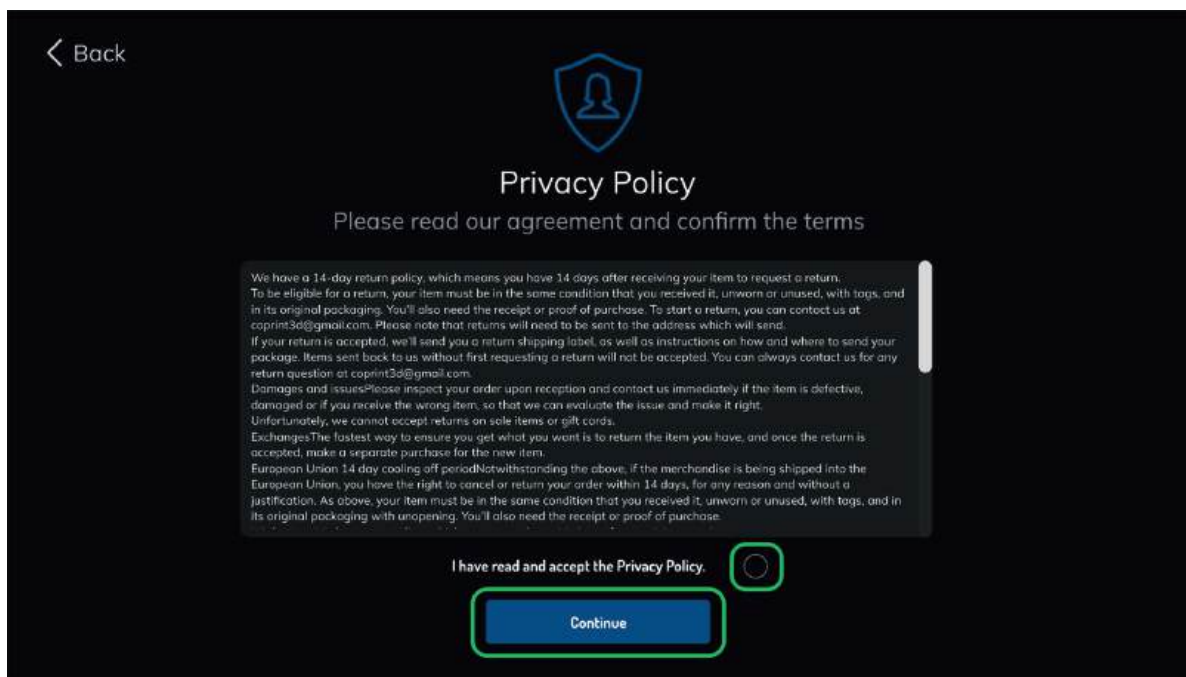 Back
Privacy Policy
Please read our agreement and confirm the terms
We have a 14-day return policy, which means you have 14 days after receiving your item to request a return.
To be eligible for a return, your item must be in the same condition that you received it, unworn or unused, with tags, and
in its original packaging. You'll also need the receipt or proof of purchase. To start a return, you can contact us at
coprint3d@gmail.com. Please note that returns will need to be sent to the address which will send.
If your return is accepted, we'll send you a return shipping label, as well as instructions on how and where to send your
package. Items sent back to us without first requesting a return will not be accepted. You can always contact us for any
return question at coprint3d@gmail.com.
Damages and issuesPlease inspect your order upon reception and contact us immediately if the item is defective,
damaged or if you receive the wrong item, so that we can evaluate the issue and make it right.
Unfortunately, we cannot accept returns on sale items or gift cards.
ExchangesThe fastest way to ensure you get what you want is to return the item you have, and once the return is
accepted, make a separate purchase for the new item.
European Union 14 day cooling off periodNotwithstanding the above, if the merchandise is being shipped into the
European Union, you have the right to cancel or return your order within 14 days, for any reason and without a
justification. As above, your item must be in the same condition that you received it, unworn or unused, with tags, and in
its original packaging with unopening. You'll also need the receipt or proof of purchase.
I have read and accept the Privacy Policy.
Continue